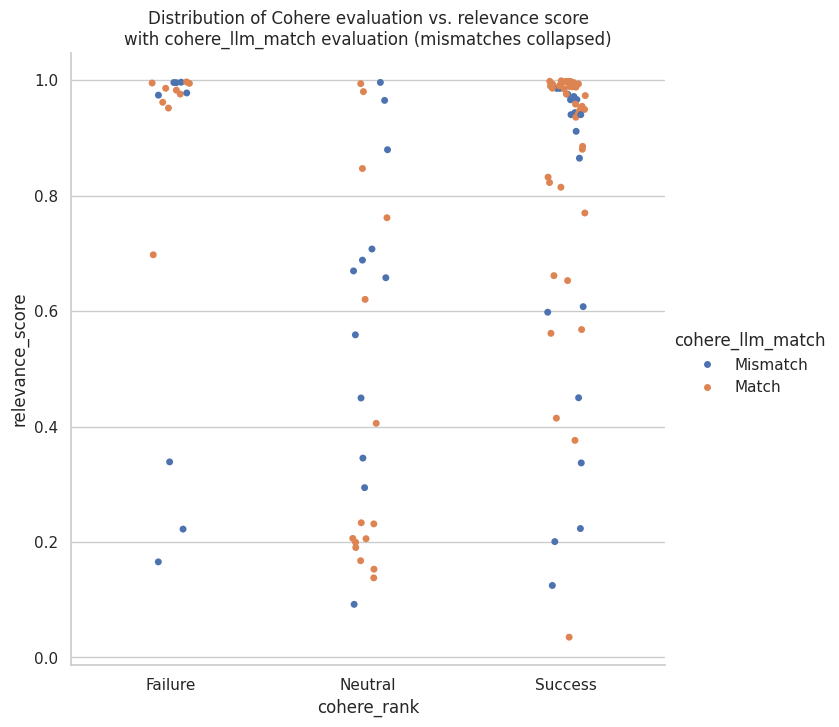 Distribution of Cohere evaluation vs. relevance score
with cohere_llm_match evaluation (mismatches collapsed)
1.0
0.8
0.6
0.4
0.2
0.0
relevance_score
Failure
Neutral
Success
cohere_rank
cohere_llm_match
Mismatch
Match